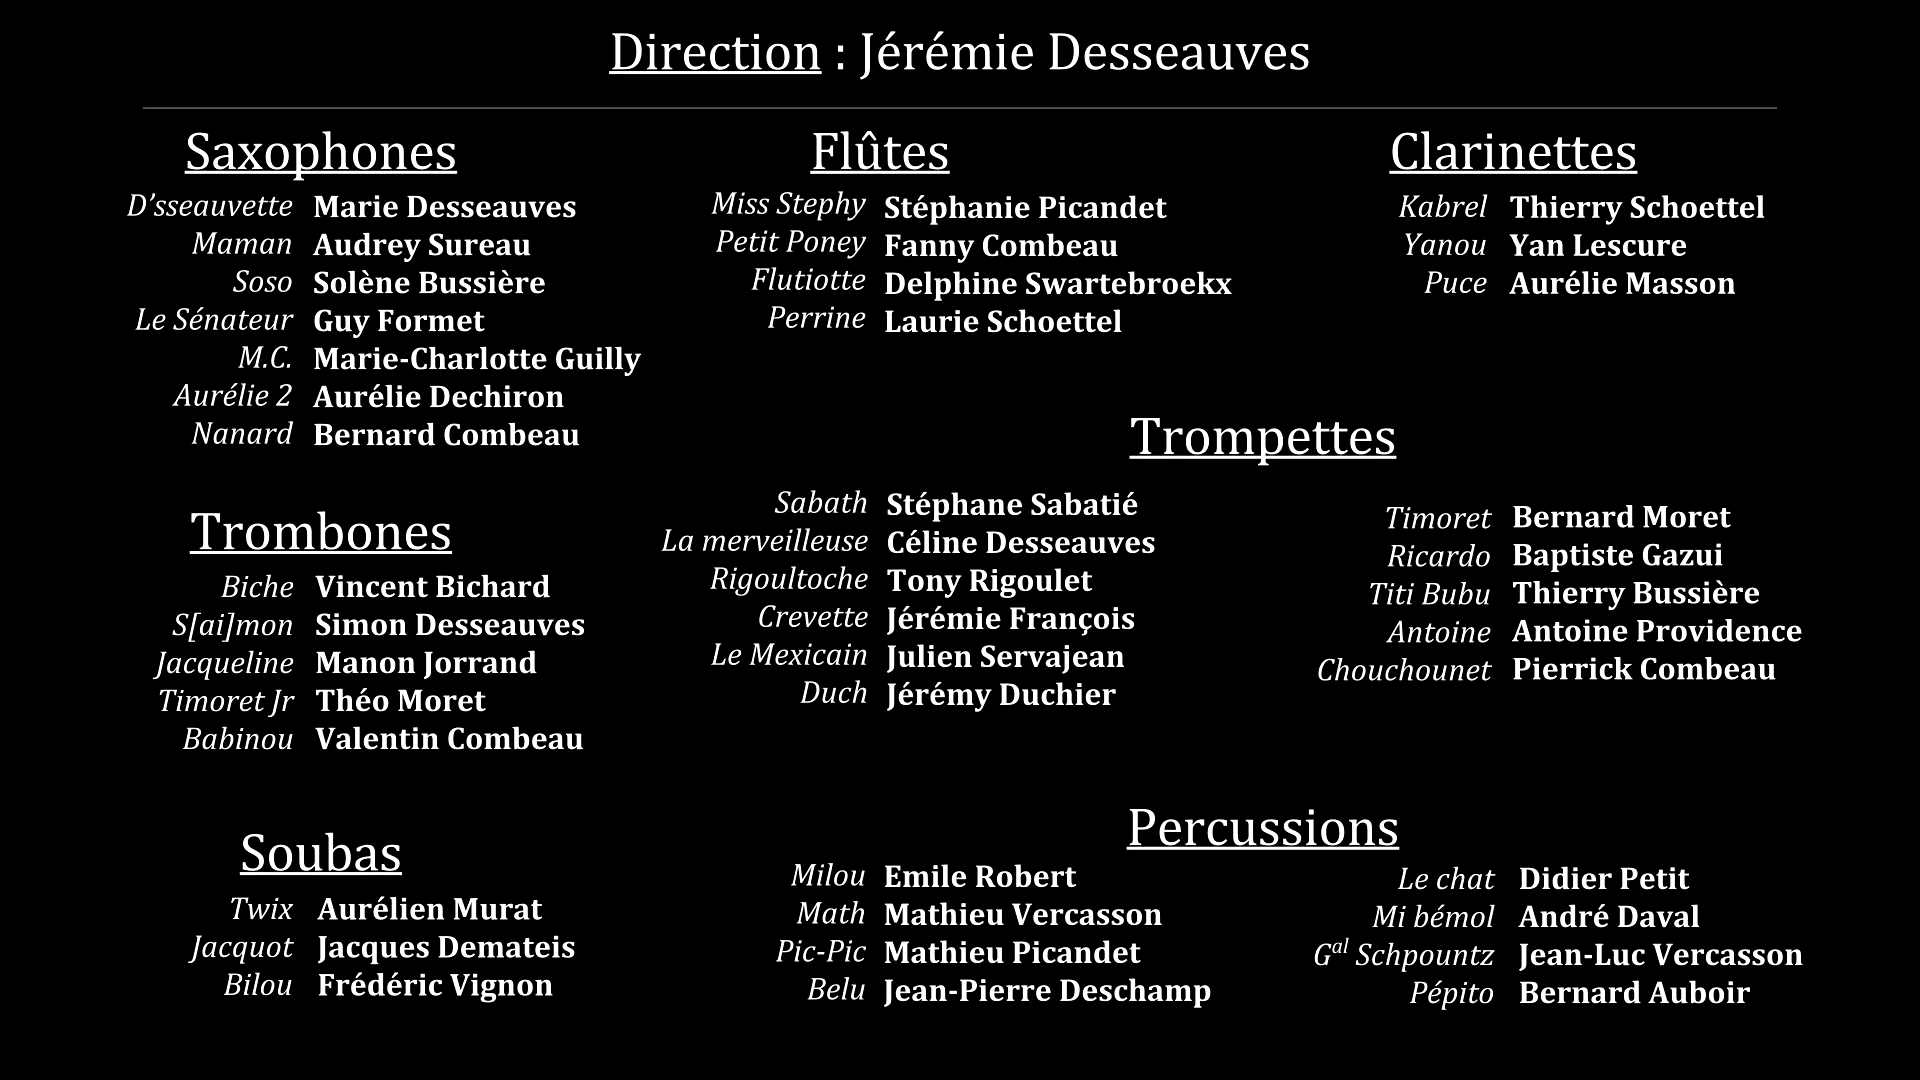 Direction : Jérémie Desseauves
Saxophones
D’sseauvette Marie Desseauves
Maman Audrey Sureau
Soso Solène Bussière
Le Sénateur Guy Formet
M.C. Marie-Charlotte Guilly
Aurélie 2 Aurélie Dechiron
Nanard Bernard Combeau
Flûtes
Miss Stephy Stéphanie Picandet
Petit Poney Fanny Combeau
Flutiotte Delphine Swartebroekx
Perrine Laurie Schoettel
Clarinettes
Kabrel Thierry Schoettel
Yanou Yan Lescure
Puce Aurélie Masson
Trombones
Biche Vincent Bichard
S[ai]mon Simon Desseauves
Jacqueline Manon Jorrand
Timoret Jr Théo Moret
Babinou Valentin Combeau
Trompettes
Sabath Stéphane Sabatié
La merveilleuse Céline Desseauves
Rigoultoche Tony Rigoulet
Crevette Jérémie François
Le Mexicain Julien Servajean
Duch Jérémy Duchier
Timoret Bernard Moret
Ricardo Baptiste Gazui
Titi Bubu Thierry Bussière
Antoine Antoine Providence
Chouchounet Pierrick Combeau
Soubas
Twix Aurélien Murat
Jacquot Jacques Demateis
Bilou Frédéric Vignon
Percussions
Milou Emile Robert
Math Mathieu Vercasson
Pic-Pic Mathieu Picandet
Belu Jean-Pierre Deschamp
Le chat Didier Petit
Mi bémol André Daval
Gal Schpountz Jean-Luc Vercasson
Pépito Bernard Auboir